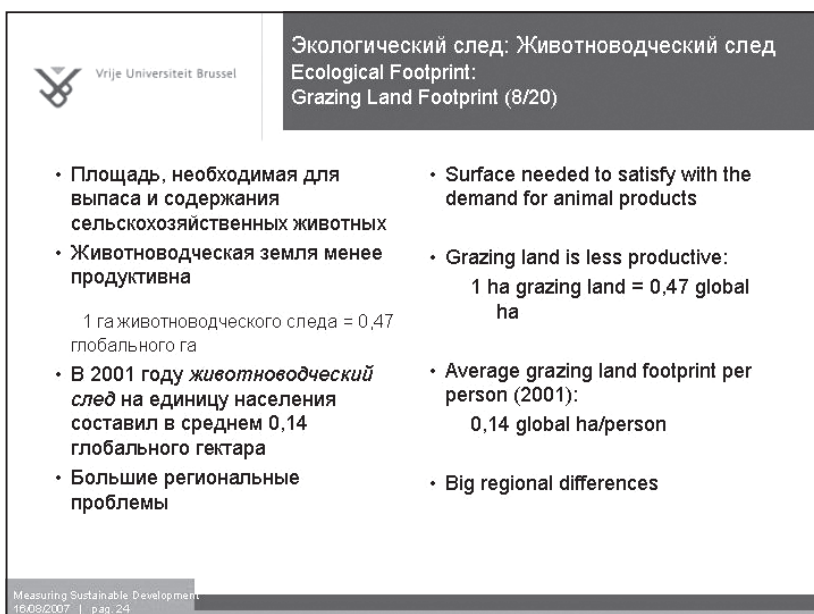 Vrije Universiteit Brussel
Экологический след: Животноводческий след
Ecological Footprint:
Grazing Land Footprint (8/20)
• Площадь, необходимая для
выпаса и содержания
сельскохозяйственных животных
• Животноводческая земля менее
продуктивна
1 га животноводческого следа = 0,47
глобального га
• В 2001 году животноводческий
след на единицу населения
составил в среднем 0,14
глобального гектара
• Большие региональные
проблемы
• Surface needed to satisfy with the
demand for animal products
• Grazing land is less productive:
1 ha grazing land = 0,47 global
ha
• Average grazing land footprint per
person (2001):
0,14 global ha/person
• Big regional differences
Measuring Sustainable Development
16/08/2007 | pag. 24